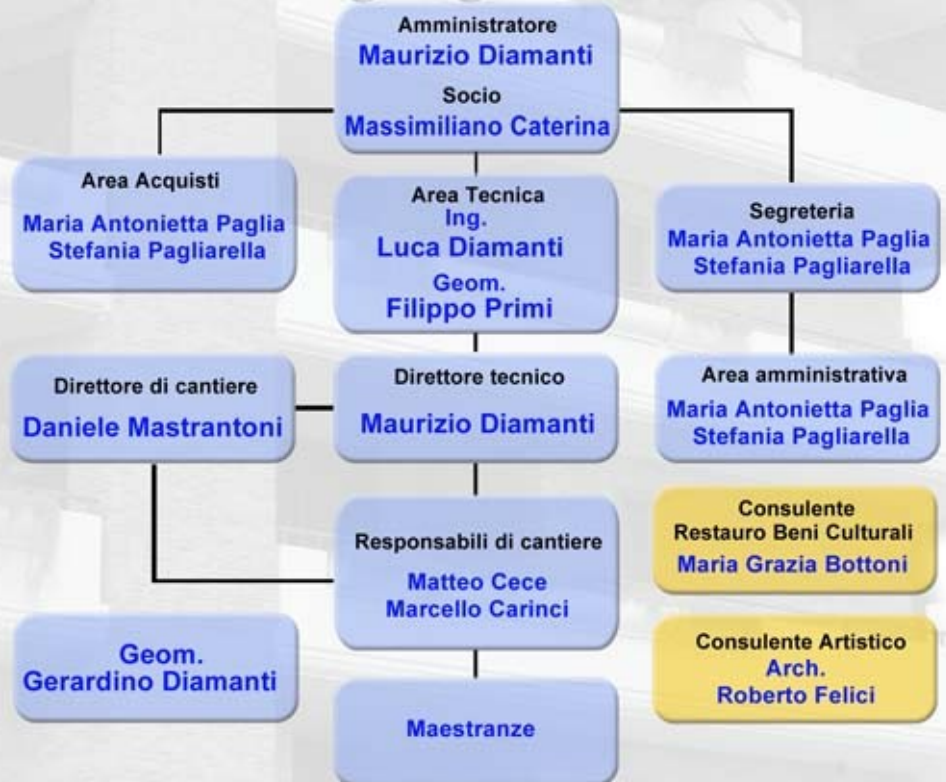 Amministratore
Maurizio Diamanti
Socio
Massimiliano Caterina
Area Acquisti
Maria Antonietta Paglia
Stefania Pagliarella
Area Tecnica
Ing.
Luca Diamanti
Geom.
Filippo Primi
Segreteria
Maria Antonietta Paglia
Stefania Pagliarella
Direttore di cantiere
Daniele Mastrantoni
Direttore tecnico
Maurizio Diamanti
Area amministrativa
Maria Antonietta Paglia
Stefania Pagliarella
Responsabili di cantiere
Matteo Cece
Marcello Carinci
Consulente
Restauro Beni Culturali
Maria Grazia Bottoni
Geom.
Gerardino Diamanti
Consulente Artistico
Arch.
Roberto Felici
Maestranze